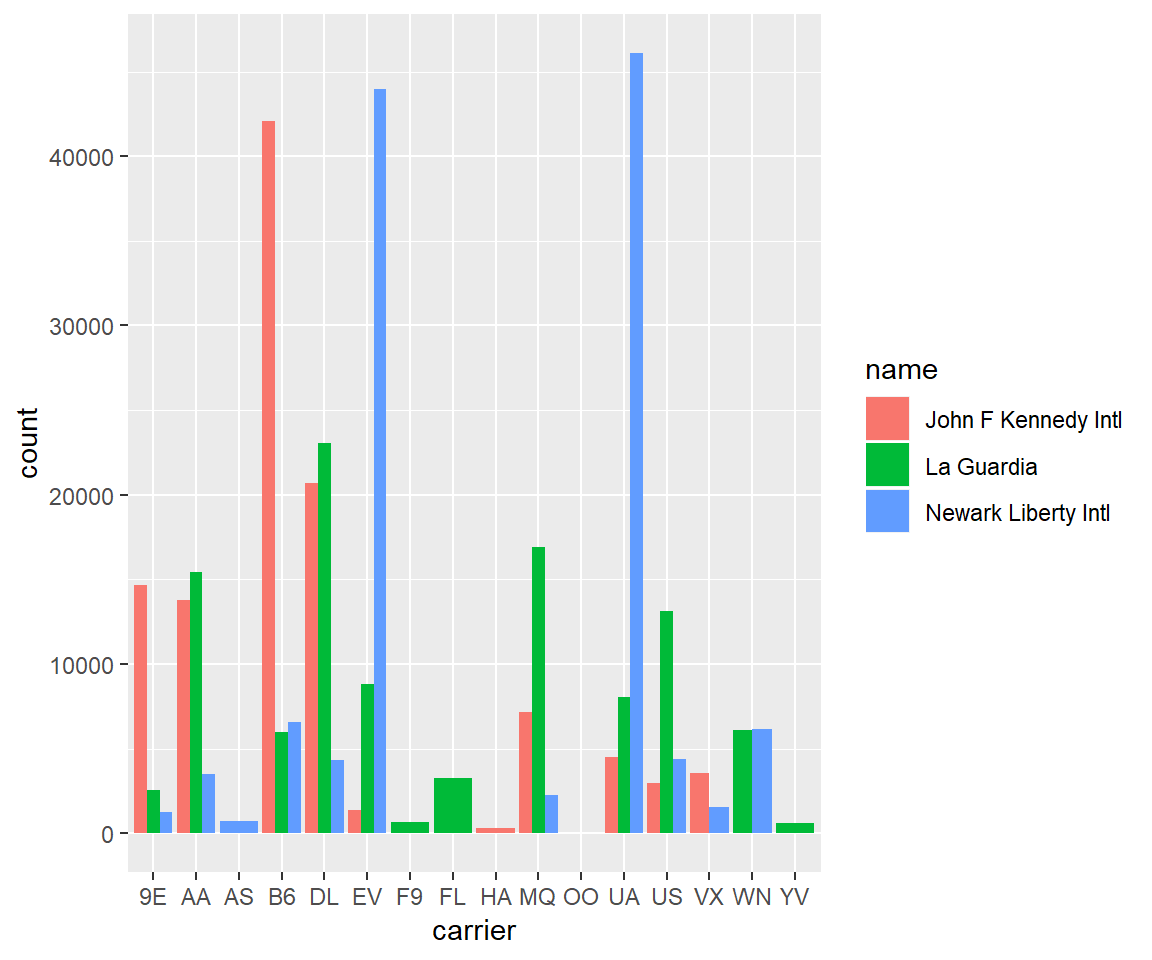 40000
30000
20000
10000
0
count
9E AA AS B6 DL EV F9 FL HA MQ OO UA US VX WN YV
carrier
name
John F Kennedy Intl
La Guardia
Newark Liberty Intl